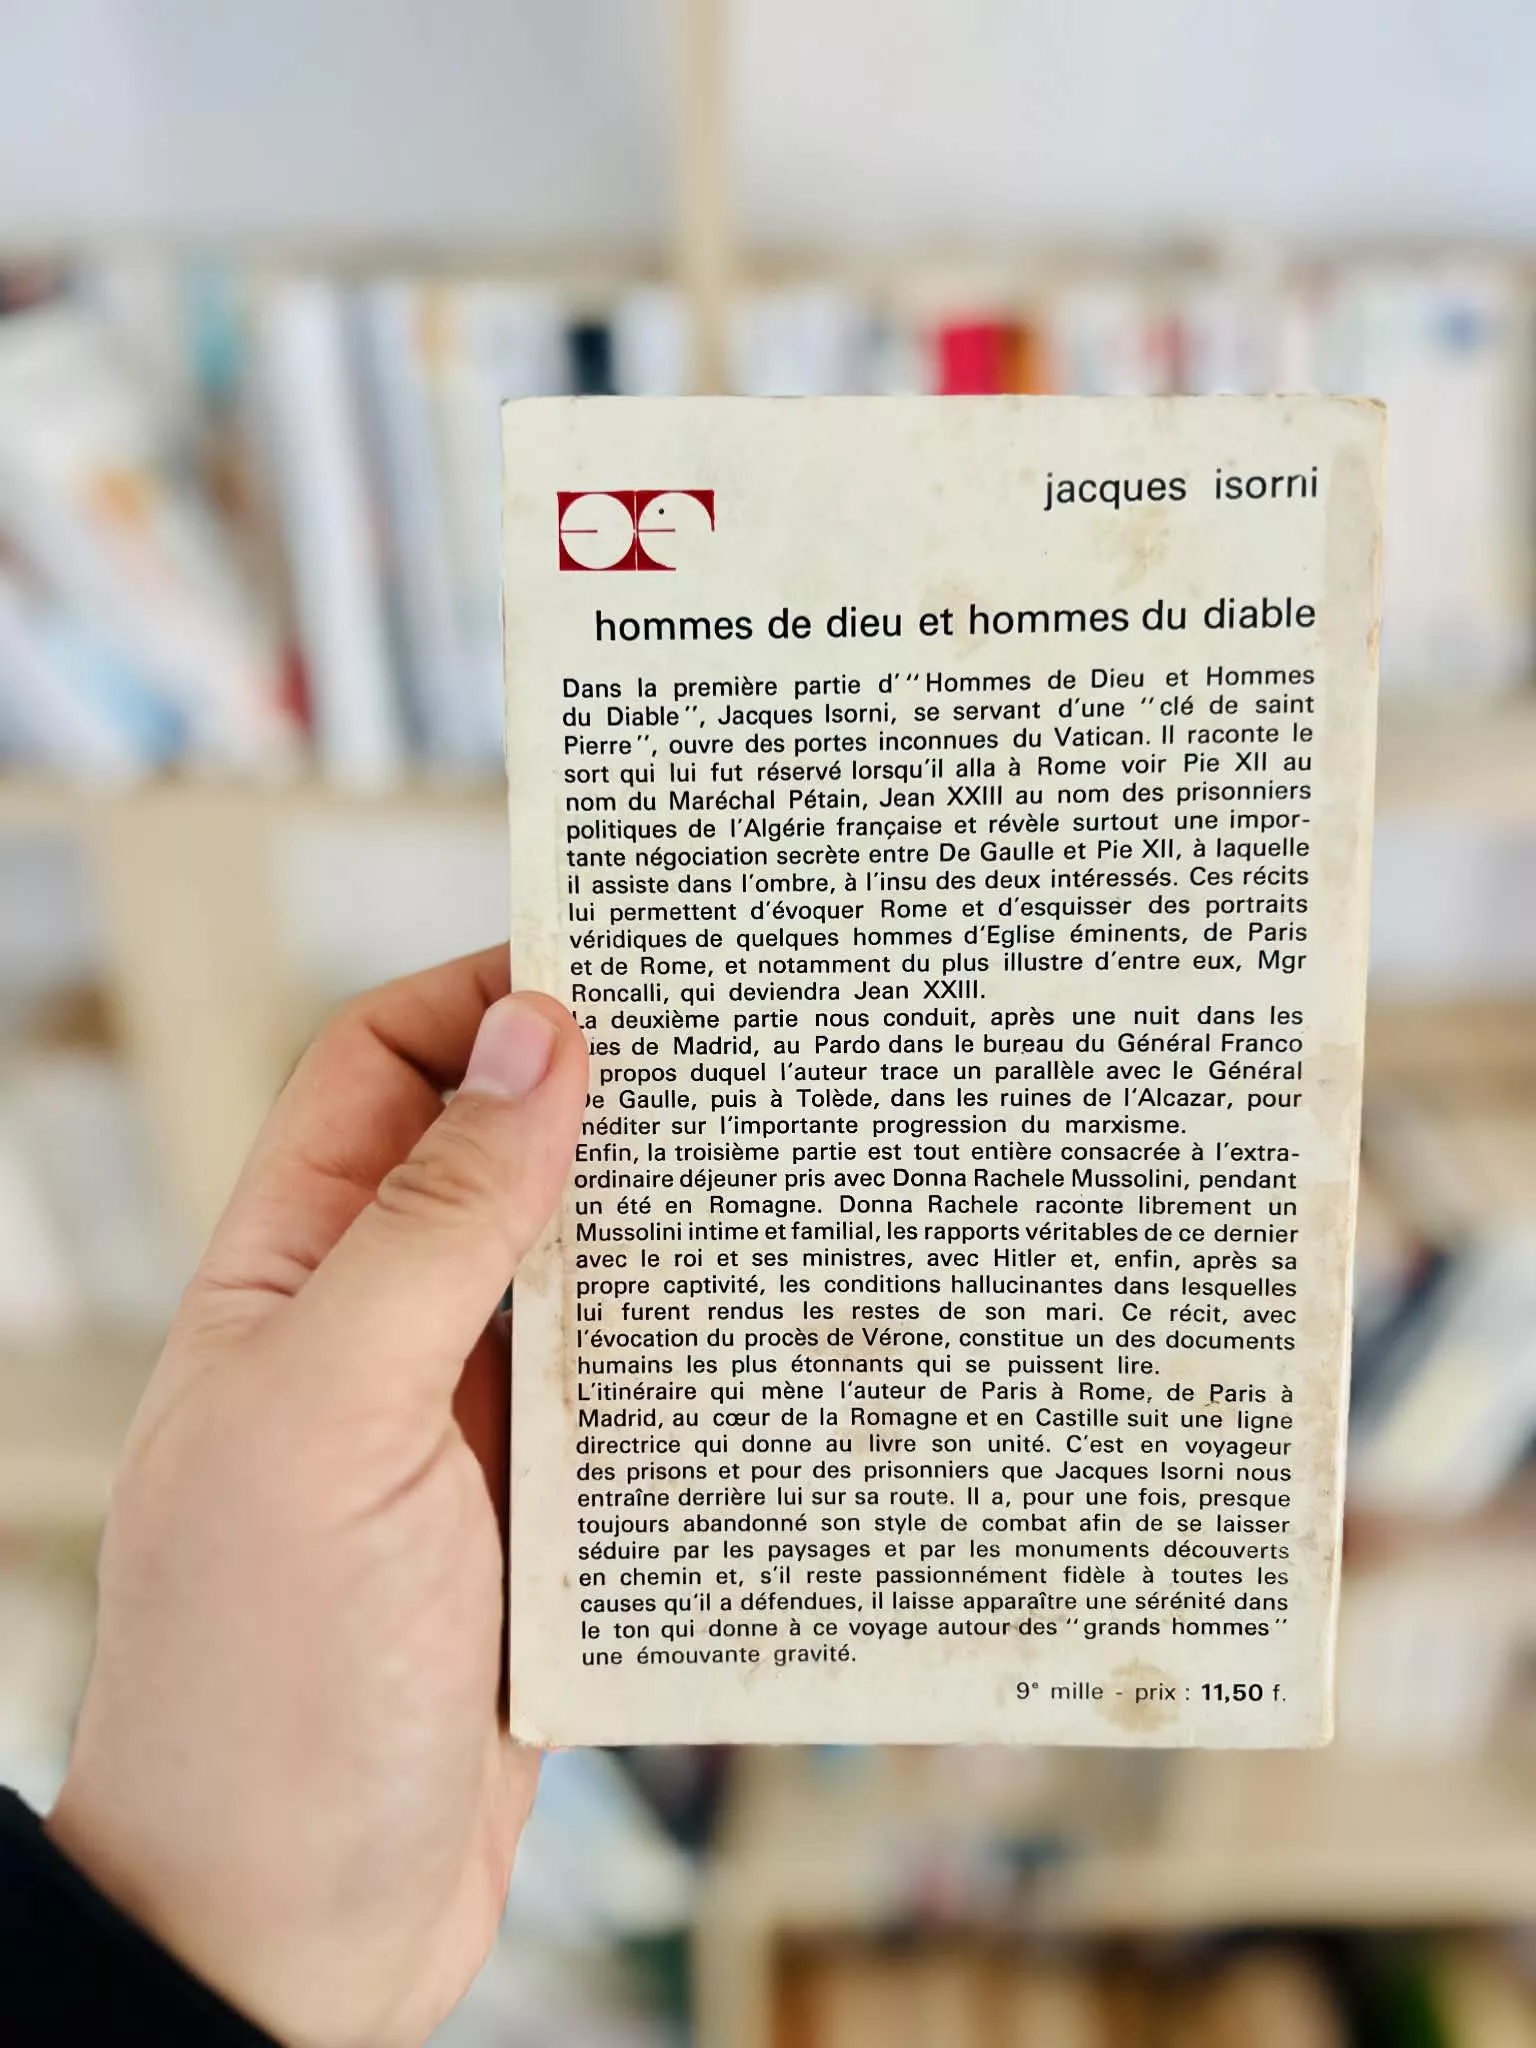 jacques isorni
hommes de dieu et hommes du diable
Dans la première partie d'"Hommes de Dieu et Hommes
du Diable", Jacques Isorni, se servant d'une "clé de saint
Pierre", ouvre des portes inconnues du Vatican. Il raconte le
sort qui lui fut réservé lorsqu'il alla à Rome voir Pie XII au
nom du Maréchal Pétain, Jean XXIII au nom des prisonniers
politiques de l'Algérie française et révèle surtout une impor-
tante négociation secrète entre De Gaulle et Pie XII, à laquelle
il assiste dans l'ombre, à l'insu des deux intéressés. Ces récits
lui permettent d'évoquer Rome et d'esquisser des portraits
véridiques de quelques hommes d'Eglise éminents, de Paris
et de Rome, et notamment du plus illustre d'entre eux, Mgr
Roncalli, qui deviendra Jean XXIII.
La deuxième partie nous conduit, après une nuit dans les
ues de Madrid, au Pardo dans le bureau du Général Franco
propos duquel l'auteur trace un parallèle avec le Général
De Gaulle, puis à Tolède, dans les ruines de l'Alcazar, pour
méditer sur l'importante progression du marxisme.
Enfin, la troisième partie est tout entière consacrée à l'extra-
ordinaire déjeuner pris avec Donna Rachele Mussolini, pendant
un été en Romagne. Donna Rachele raconte librement un
Mussolini intime et familial, les rapports véritables de ce dernier
avec le roi et ses ministres, avec Hitler et, enfin, après sa
propre captivité, les conditions hallucinantes dans lesquelles
lui furent rendus les restes de son mari. Ce récit, avec
l'évocation du procès de Vérone, constitue un des documents
humains les plus étonnants qui se puissent lire.
L'itinéraire qui mène l'auteur de Paris à Rome, de Paris à
Madrid, au cœur de la Romagne et en Castille suit une ligne
directrice qui donne au livre son unité. C'est en voyageur
des prisons et pour des prisonniers que Jacques Isorni nous
entraîne derrière lui sur sa route. Il a, pour une fois, presque
toujours abandonné son style de combat afin de se laisser
séduire par les paysages et par les monuments découverts
en chemin et, s'il reste passionnément fidèle à toutes les
causes qu'il a défendues, il laisse apparaître une sérénité dans
le ton qui donne à ce voyage autour des "grands hommes"
une émouvante gravité.
9e mille - prix : 11,50 f.